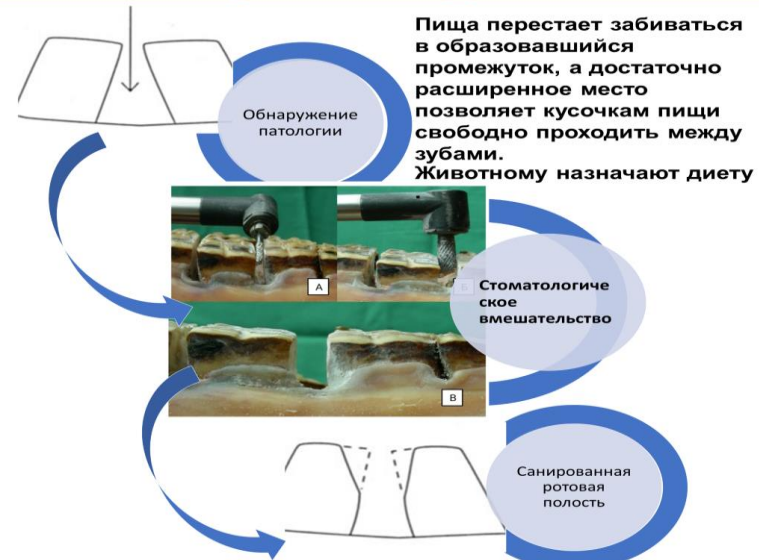 Пища перестает забиваться
в образовавшийся
промежуток, а достаточно
расширенное место
позволяет кусочкам пищи
свободно проходить между
зубами.
Животному назначают диету
Обнаружение
патологии
А
Б
Стоматологиче
ское
вмешательство
В
Санированная
ротовая
полость